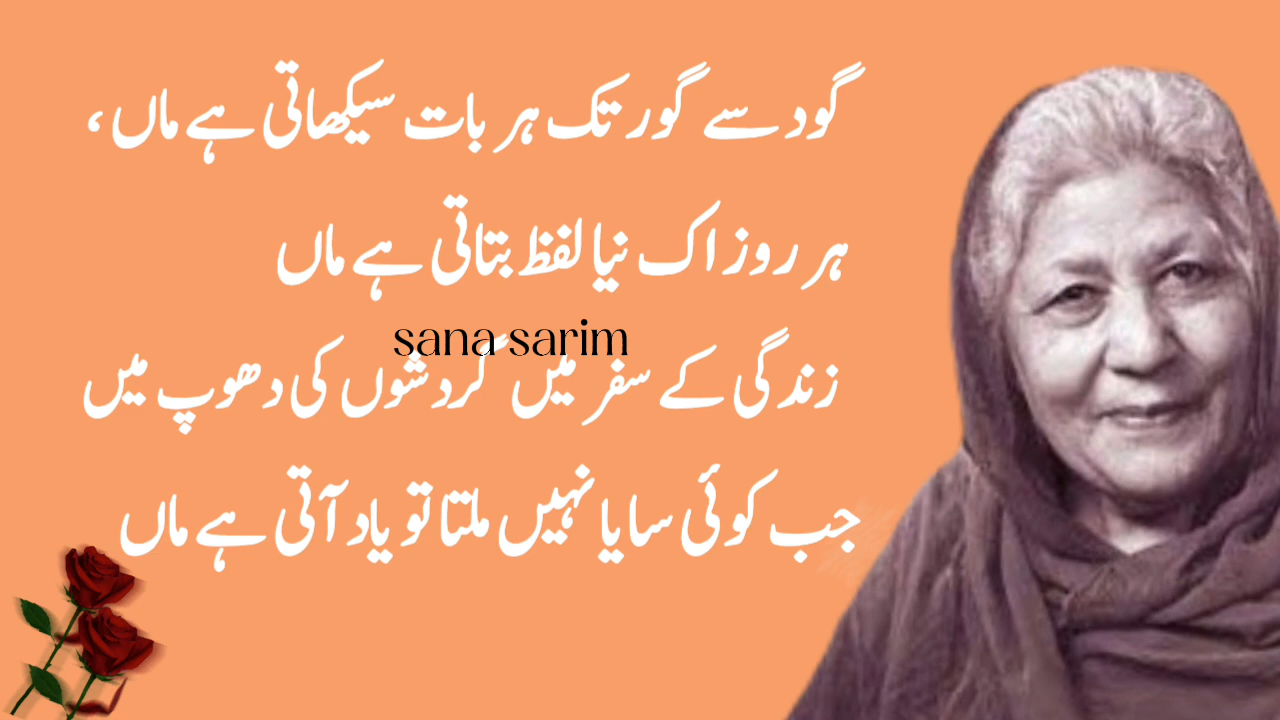 گود سے گور تک ہر بات سیکھاتی ہے ماں،
ہر روز اک نیا لفظ بتاتی ہے ماں
sana sarim
زندگی کے سفر میں گردشوں کی دھوپ میں
جب کوئی سایا نہیں ملتا تو یاد آتی ہے ماں